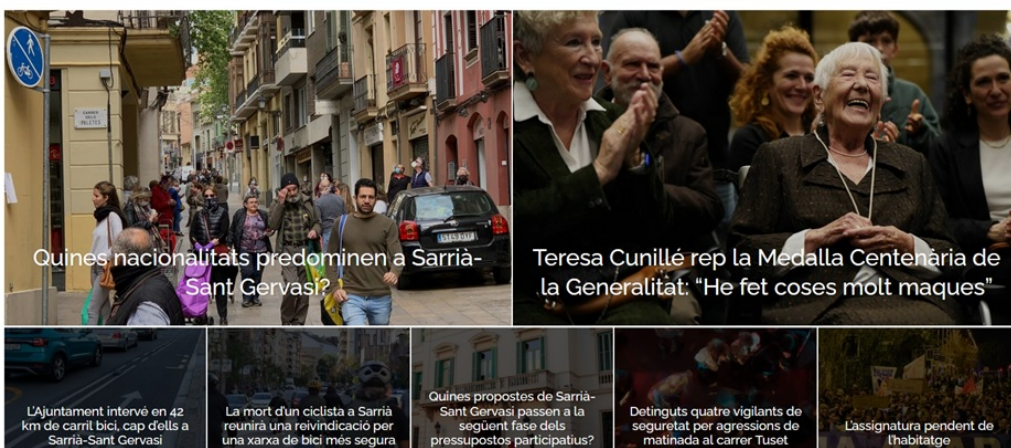 CARRER
DELS
PALETES
Quines nacionalitats predominen a Sarrià-
Sant Gervasi?
Teresa Cunillé rep la Medalla Centenària de
la Generalitat: “He fet coses molt maques”
L'Ajuntament intervé en 42
km de carril bici, cap d'ells a
Sarrià-Sant Gervasi
La mort d'un ciclista a Sarrià
reunirà una reivindicació per
una xarxa de bici més segura
Quines propostes de Sarrià-
Sant Gervasi passen a la
següent fase dels
pressupostos participatius?
Detinguts quatre vigilants de
seguretat per agressions de
matinada al carrer Tuset
L'assignatura pendent de
l'habitatge